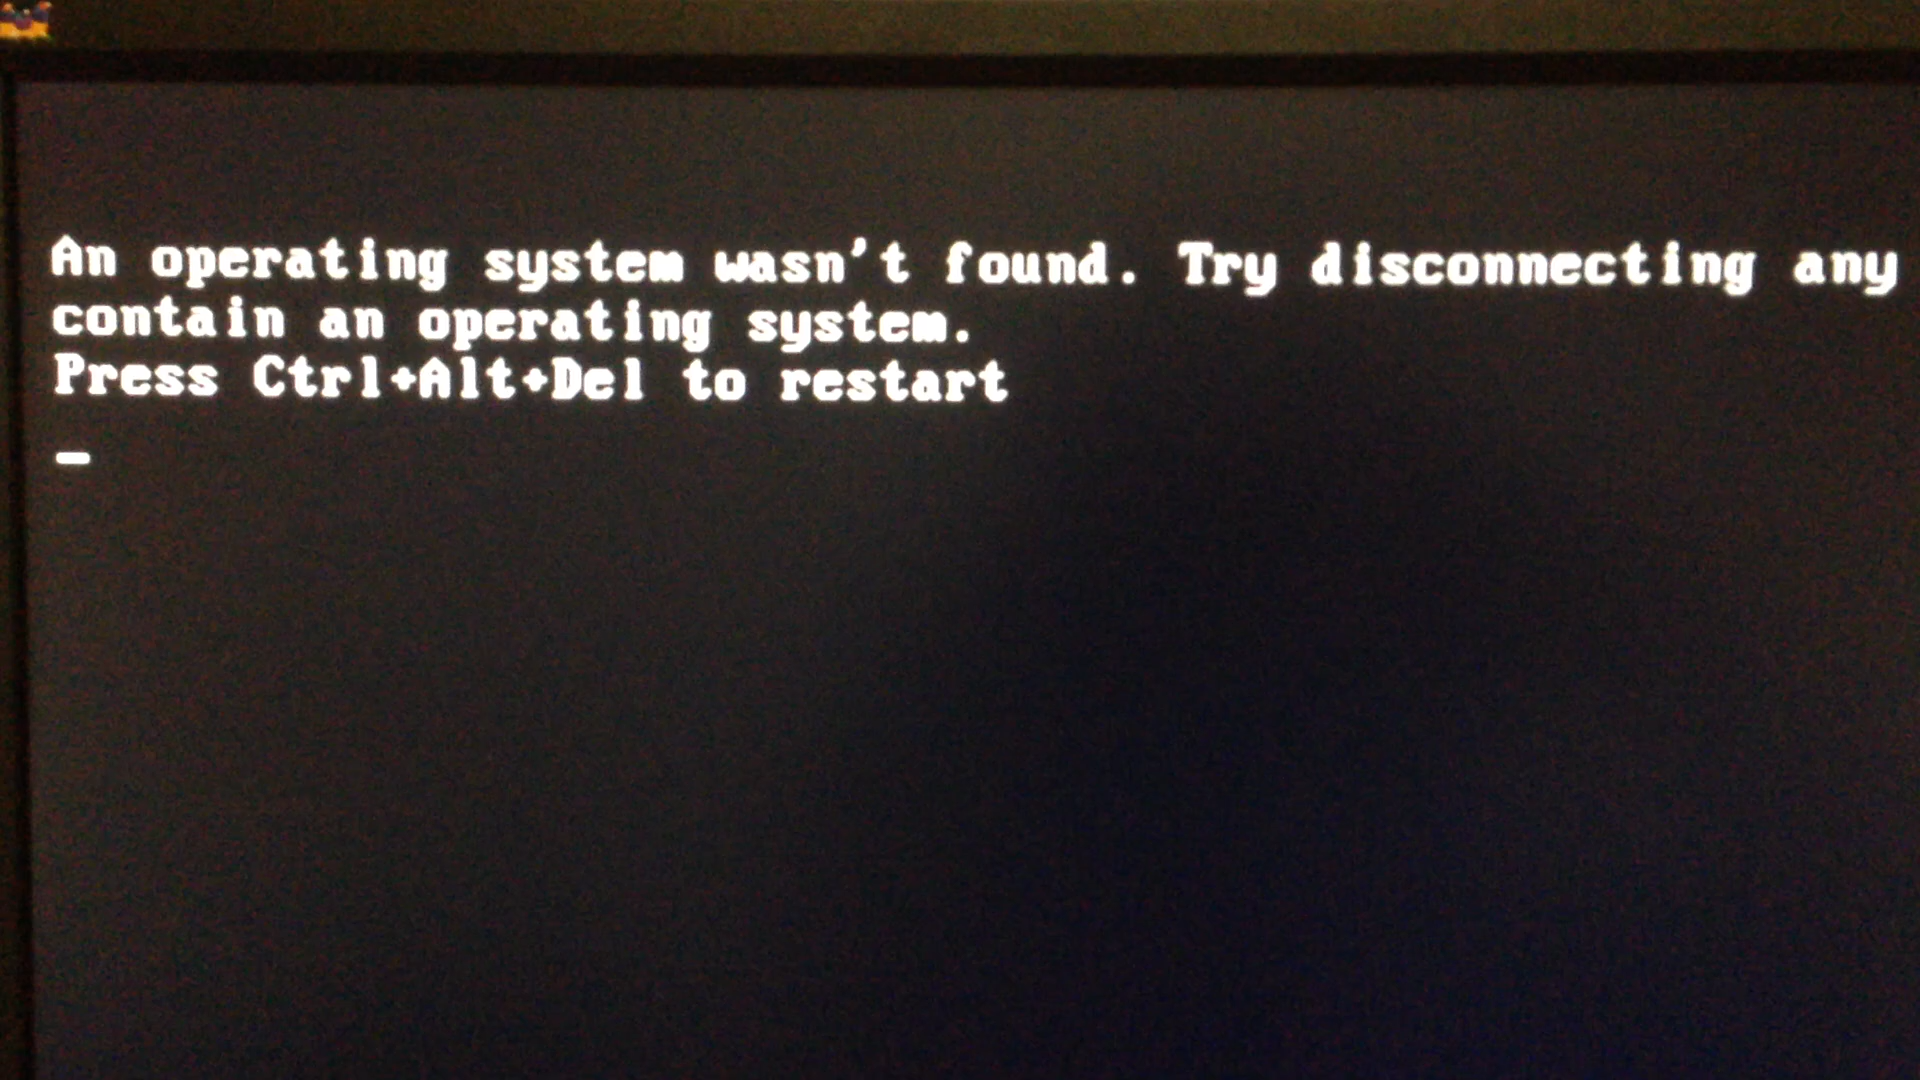 An operating system wasn't found. Try disconnecting any
contain an operating system.
Press Ctrl+Alt+Del to restart